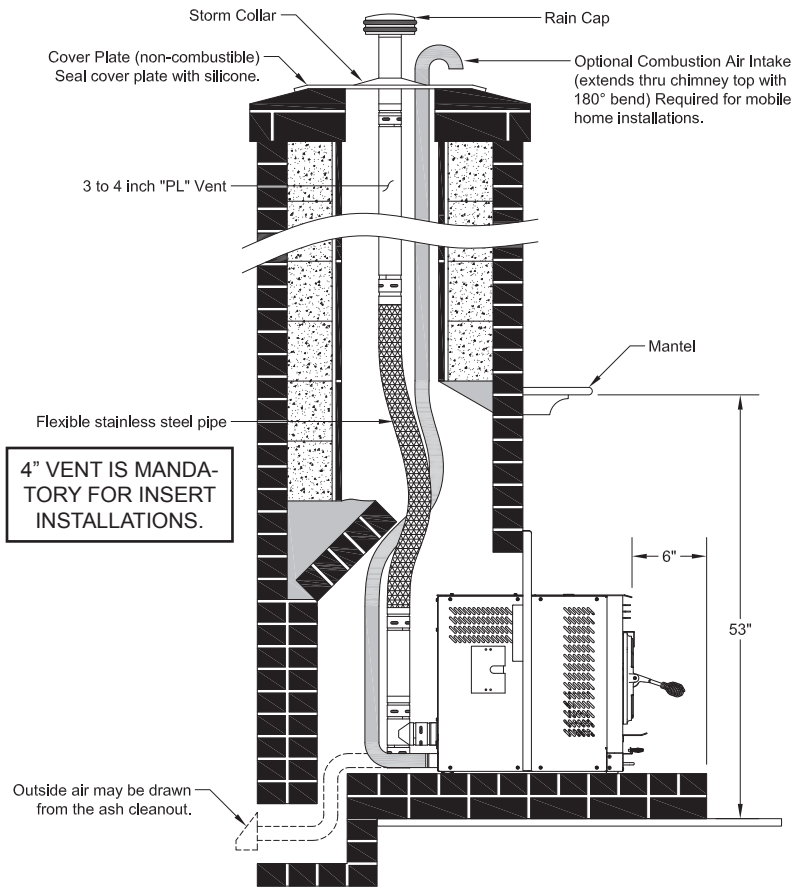 Storm Collar
Rain Cap
Cover Plate (non-combustible)
Seal cover plate with silicone.
Optional Combustion Air Intake
(extends thru chimney top with
180° bend) Required for mobile
home installations.
3 to 4 inch "PL" Vent
Mantel
Flexible stainless steel pipe
4” VENT IS MANDA-
TORY FOR INSERT
INSTALLATIONS.
6"
53"
Outside air may be drawn
from the ash cleanout.